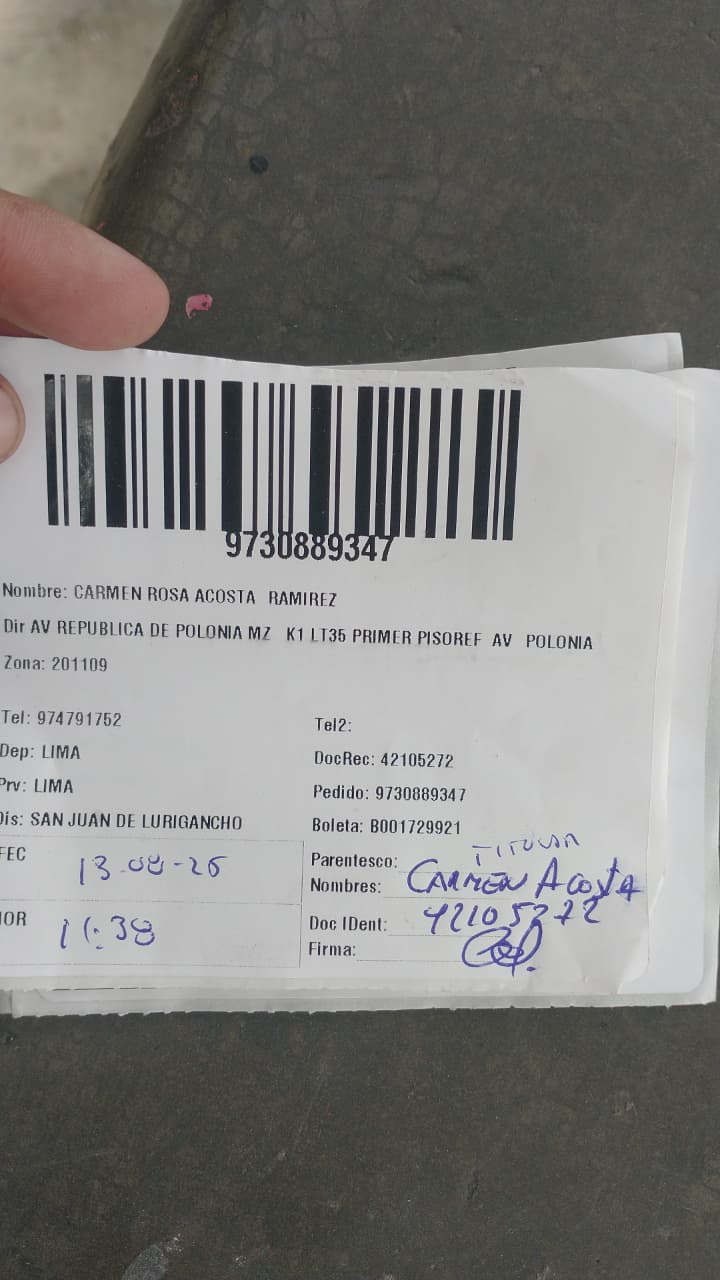 9730889347
Nombre: CARMEN ROSA ACOSTA RAMIREZ
Dir AV REPUBLICA DE POLONIA MZ K1 LT35 PRIMER PISOREF AV POLONIA
Zona: 201109
Tel: 974791752 Tel2:
Dep: LIMA DocRec: 42105272
Prv: LIMA Pedido: 9730889347
Dis: SAN JUAN DE LURIGANCHO Boleta: B001729921
FEC 13-08-25 Parentesco: TITULAR
Nombres: CARMEN ACOSTA
HOR 11:38 Doc IDent: 42105272
Firma: